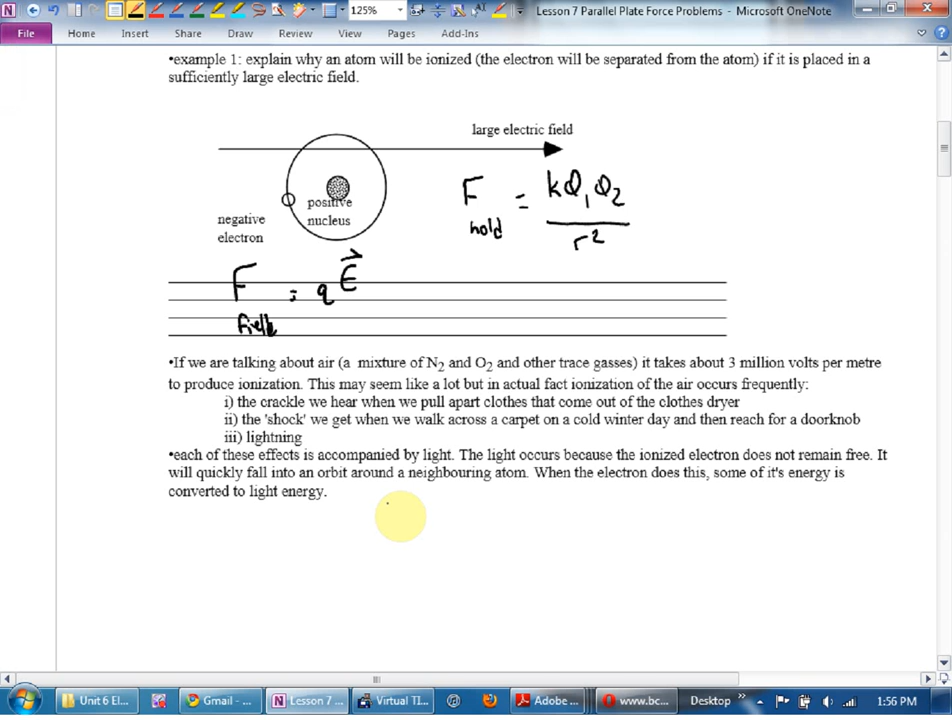 Lesson 7 Parallel Plate Force Problems - Microsoft OneNote
125%
File Home Insert Share Draw Review View Pages Add-Ins
•example 1: explain why an atom will be ionized (the electron will be separated from the atom) if it is placed in a
sufficiently large electric field.
large electric field
positive
nucleus
negative
electron
F hold = kQ1Q2 / r²
F field = qE
•If we are talking about air (a mixture of N2 and O2 and other trace gasses) it takes about 3 million volts per metre
to produce ionization. This may seem like a lot but in actual fact ionization of the air occurs frequently:
i) the crackle we hear when we pull apart clothes that come out of the clothes dryer
ii) the 'shock' we get when we walk across a carpet on a cold winter day and then reach for a doorknob
iii) lightning
•each of these effects is accompanied by light. The light occurs because the ionized electron does not remain free. It
will quickly fall into an orbit around a neighbouring atom. When the electron does this, some of it's energy is
converted to light energy.
Unit 6 El... Gmail - ... Lesson 7 ... Virtual TI... Adobe ... www.bc... Desktop 1:56 PM